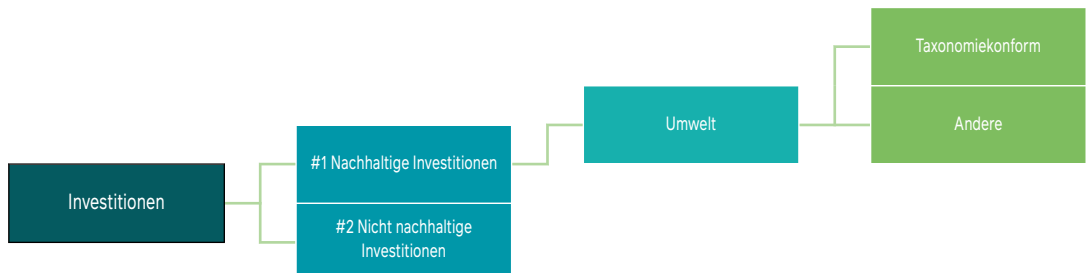 Investitionen
#1 Nachhaltige Investitionen
#2 Nicht nachhaltige
Investitionen
Umwelt
Taxonomiekonform
Andere